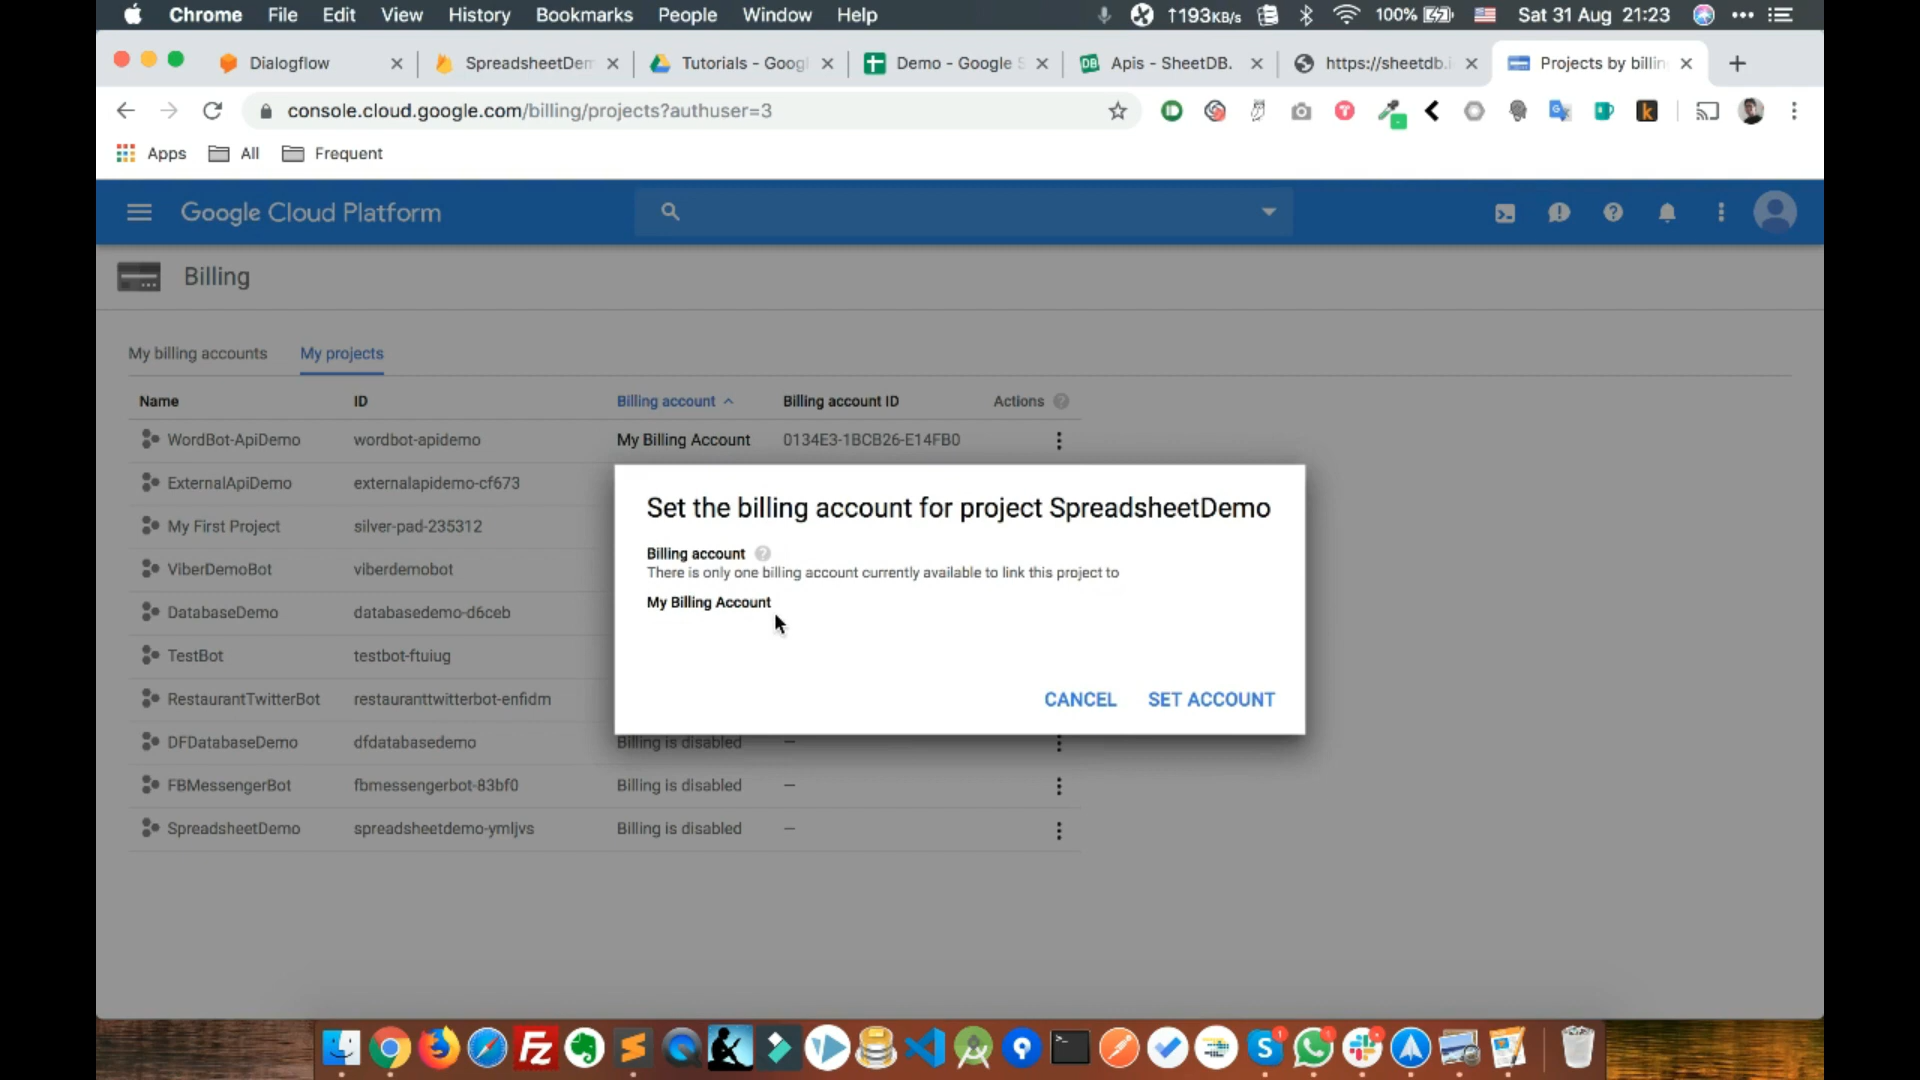 Chrome File Edit View History Bookmarks People Window Help ↑193KB/s 100% Sat 31 Aug 21:23
Dialogflow SpreadsheetDem Tutorials - Googl Demo - Google S Apis - SheetDB. https://sheetdb.i Projects by billin
console.cloud.google.com/billing/projects?authuser=3
Apps All Frequent
Google Cloud Platform
Billing
My billing accounts My projects
Name ID Billing account Billing account ID Actions
WordBot-ApiDemo wordbot-apidemo My Billing Account 0134E3-1BCB26-E14FB0
ExternalApiDemo externalapidemo-cf673
My First Project silver-pad-235312
ViberDemoBot viberdemobot
DatabaseDemo databasedemo-d6ceb
TestBot testbot-ftuiug
RestaurantTwitterBot restauranttwitterbot-enfidm
DFDatabaseDemo dfdatabasedemo Billing is disabled —
FBMessengerBot fbmessengerbot-83bf0 Billing is disabled —
SpreadsheetDemo spreadsheetdemo-ymljvs Billing is disabled —
Set the billing account for project SpreadsheetDemo
Billing account
There is only one billing account currently available to link this project to
My Billing Account
CANCEL SET ACCOUNT